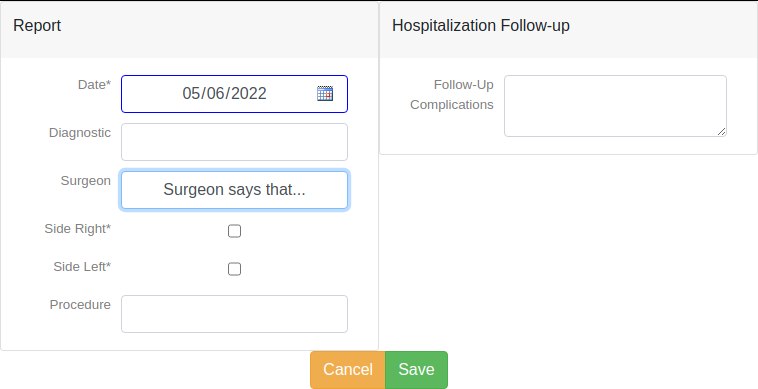 Report
Date*
05/06/2022
Diagnostic
Surgeon
Surgeon says that...
Side Right*
Side Left*
Procedure
Hospitalization Follow-up
Follow-Up
Complications
Cancel
Save